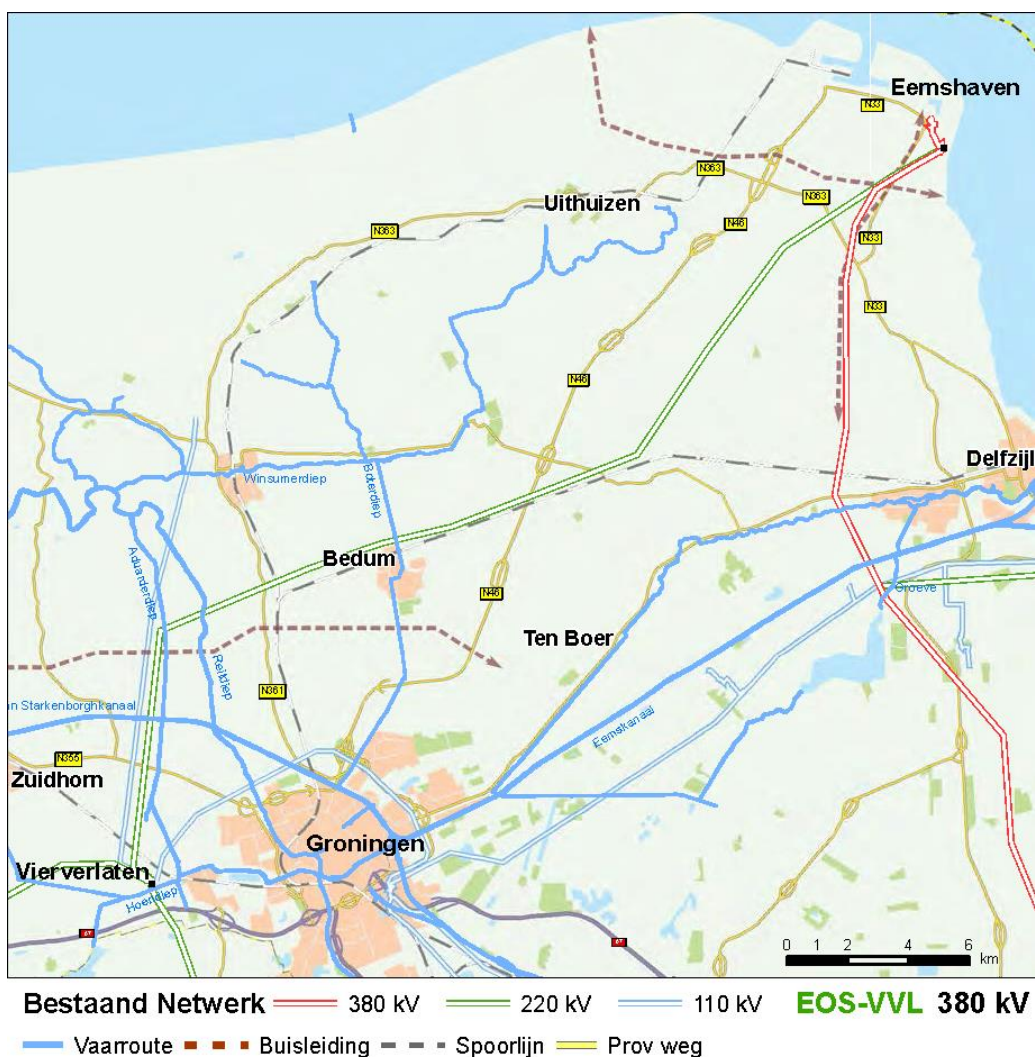 Eemshaven
N33
N363
Uithuizen
N363
N363
N46
N33
N33
N46
Delfzijl
Winsumerdiep
Boterdiep
Bedum
Aduarderdiep
N46
Groeve
Ten Boer
Reitdiep
N361
an Starkenborghkanaal
Eemskanaal
N355
Zuidhorn
Groningen
Vierverlaten
Hoendiep
0 1 2 4 6
km
Bestaand Netwerk 380 kV 220 kV 110 kV EOS-VVL 380 kV
Vaarroute Buisleiding Spoorlijn Prov weg